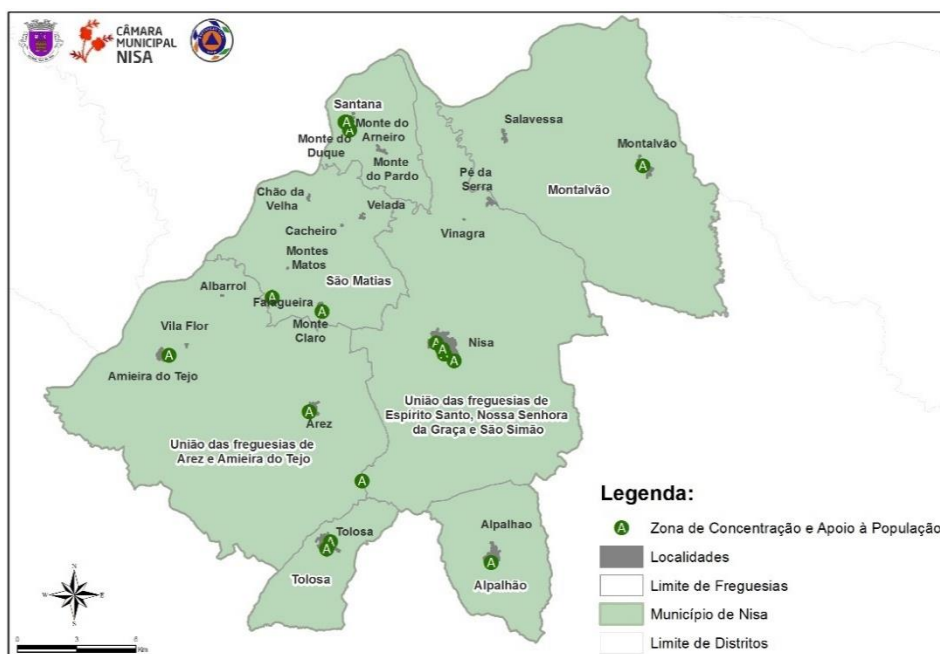 CÂMARA
MUNICIPAL
NISA
Santana
A
A
Monte do
Arneiro
Monte do
Duque
Monte
do Pardo
Salavessa
Montalvão
A
Montalvão
Pé da
Serra
Chão da
Velha
Velada
Cacheiro
Vinagra
Montes
Matos
São Matias
Albarrol
A
Falagueira
A
Monte
Claro
Vila Flor
A
Amieira do Tejo
Nisa
A
A
A
A
Arez
União das freguesias de
Espírito Santo, Nossa Senhora
da Graça e São Simão
União das freguesias de
Arez e Amieira do Tejo
A
Tolosa
A
A
Tolosa
Alpalhao
A
Alpalhão
Legenda:
A Zona de Concentração e Apoio à População
Localidades
Limite de Freguesias
Município de Nisa
Limite de Distritos
N
W E
S
0 3 6
Km